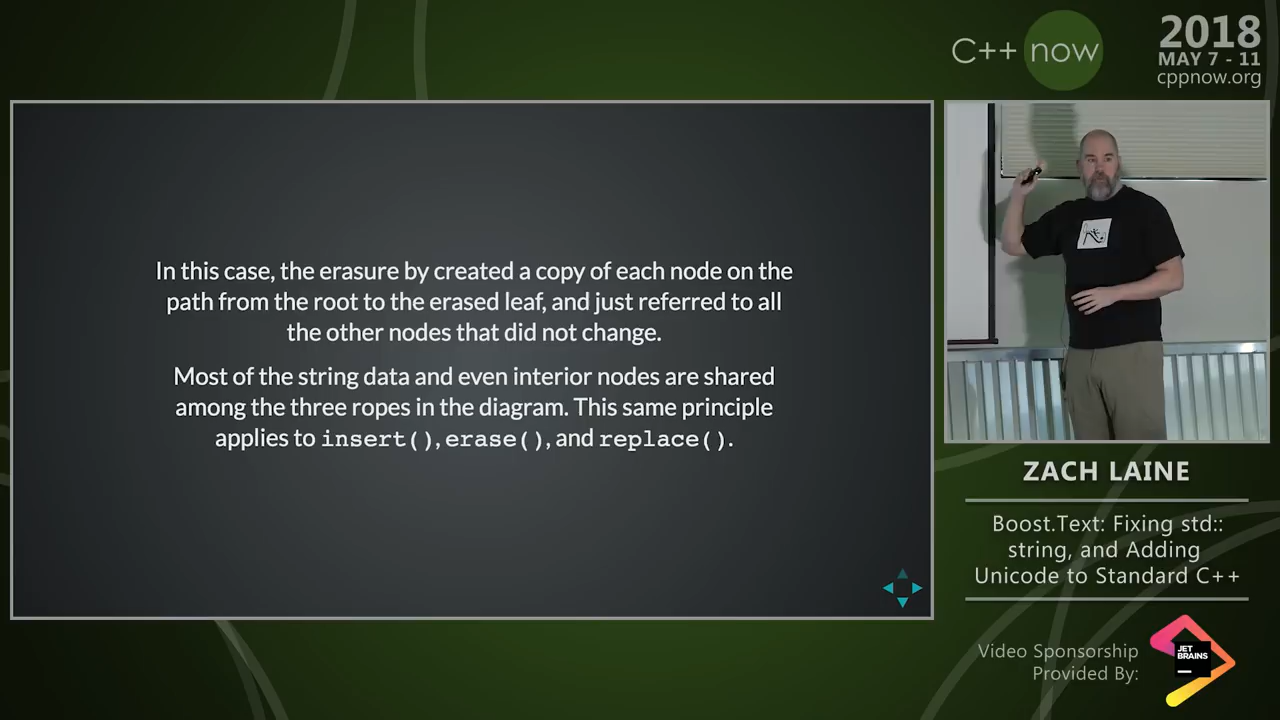 C++ now
2018
MAY 7 - 11
cppnow.org
In this case, the erasure by created a copy of each node on the
path from the root to the erased leaf, and just referred to all
the other nodes that did not change.
Most of the string data and even interior nodes are shared
among the three ropes in the diagram. This same principle
applies to insert(), erase(), and replace().
ZACH LAINE
Boost.Text: Fixing std::
string, and Adding
Unicode to Standard C++
Video Sponsorship
Provided By:
JET
BRAINS